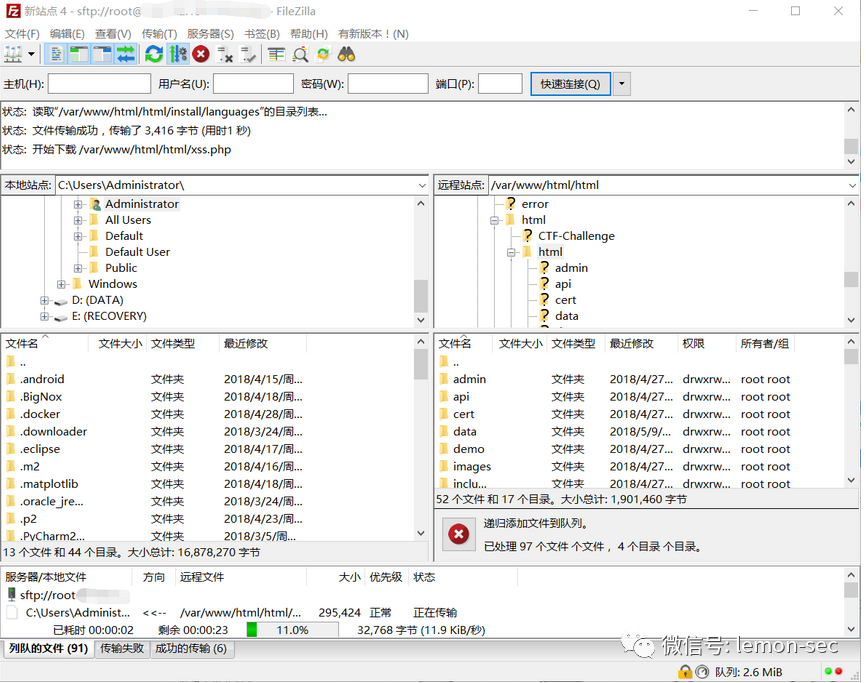 新站点 4 - sftp://root@ - FileZilla
文件(F) 编辑(E) 查看(V) 传输(T) 服务器(S) 书签(B) 帮助(H) 有新版本！(N)
主机(H): 用户名(U): 密码(W): 端口(P): 快速连接(Q)
状态: 读取"/var/www/html/html/install/languages"的目录列表...
状态: 文件传输成功，传输了 3,416 字节 (用时1 秒)
状态: 开始下载 /var/www/html/html/xss.php
本地站点: C:\Users\Administrator\
Administrator
All Users
Default
Default User
Public
Windows
D: (DATA)
E: (RECOVERY)
远程站点: /var/www/html/html
error
html
CTF-Challenge
html
admin
api
cert
data
文件名 文件大小 文件类型 最近修改
..
.android 文件夹 2018/4/15/周...
.BigNox 文件夹 2018/4/18/周...
.docker 文件夹 2018/4/28/周...
.downloader 文件夹 2018/3/24/周...
.eclipse 文件夹 2018/4/17/周...
.m2 文件夹 2018/4/16/周...
.matplotlib 文件夹 2018/4/18/周...
.oracle_jre... 文件夹 2018/3/24/周...
.p2 文件夹 2018/4/23/周...
.PyCharm2... 文件夹 2018/3/5/周...
13 个文件 和 44 个目录。大小总计: 16,878,270 字节
文件名 文件大小 文件类型 最近修改 权限 所有者/组
..
admin 文件夹 2018/4/27... drwxrw... root root
api 文件夹 2018/4/27... drwxrw... root root
cert 文件夹 2018/4/27... drwxrw... root root
data 文件夹 2018/5/9/... drwxrw... root root
demo 文件夹 2018/4/27... drwxrw... root root
images 文件夹 2018/4/27... drwxrw... root root
inclu... 文件夹 2018/4/27... drwxrw... root root
52 个文件 和 17 个目录。大小总计: 1,901,460 字节
递归添加文件到队列。
已处理 97 个文件 个文件， 4 个目录 个目录。
服务器/本地文件 方向 远程文件 大小 优先级 状态
sftp://root
C:\Users\Administ... <<-- /var/www/html/html/... 295,424 正常 正在传输
已耗时 00:00:02 剩余 00:00:23 11.0% 32,768 字节 (11.9 KiB/秒)
列队的文件 (91) 传输失败 成功的传输 (6)
微信号: lemon-sec
队列: 2.6 MiB